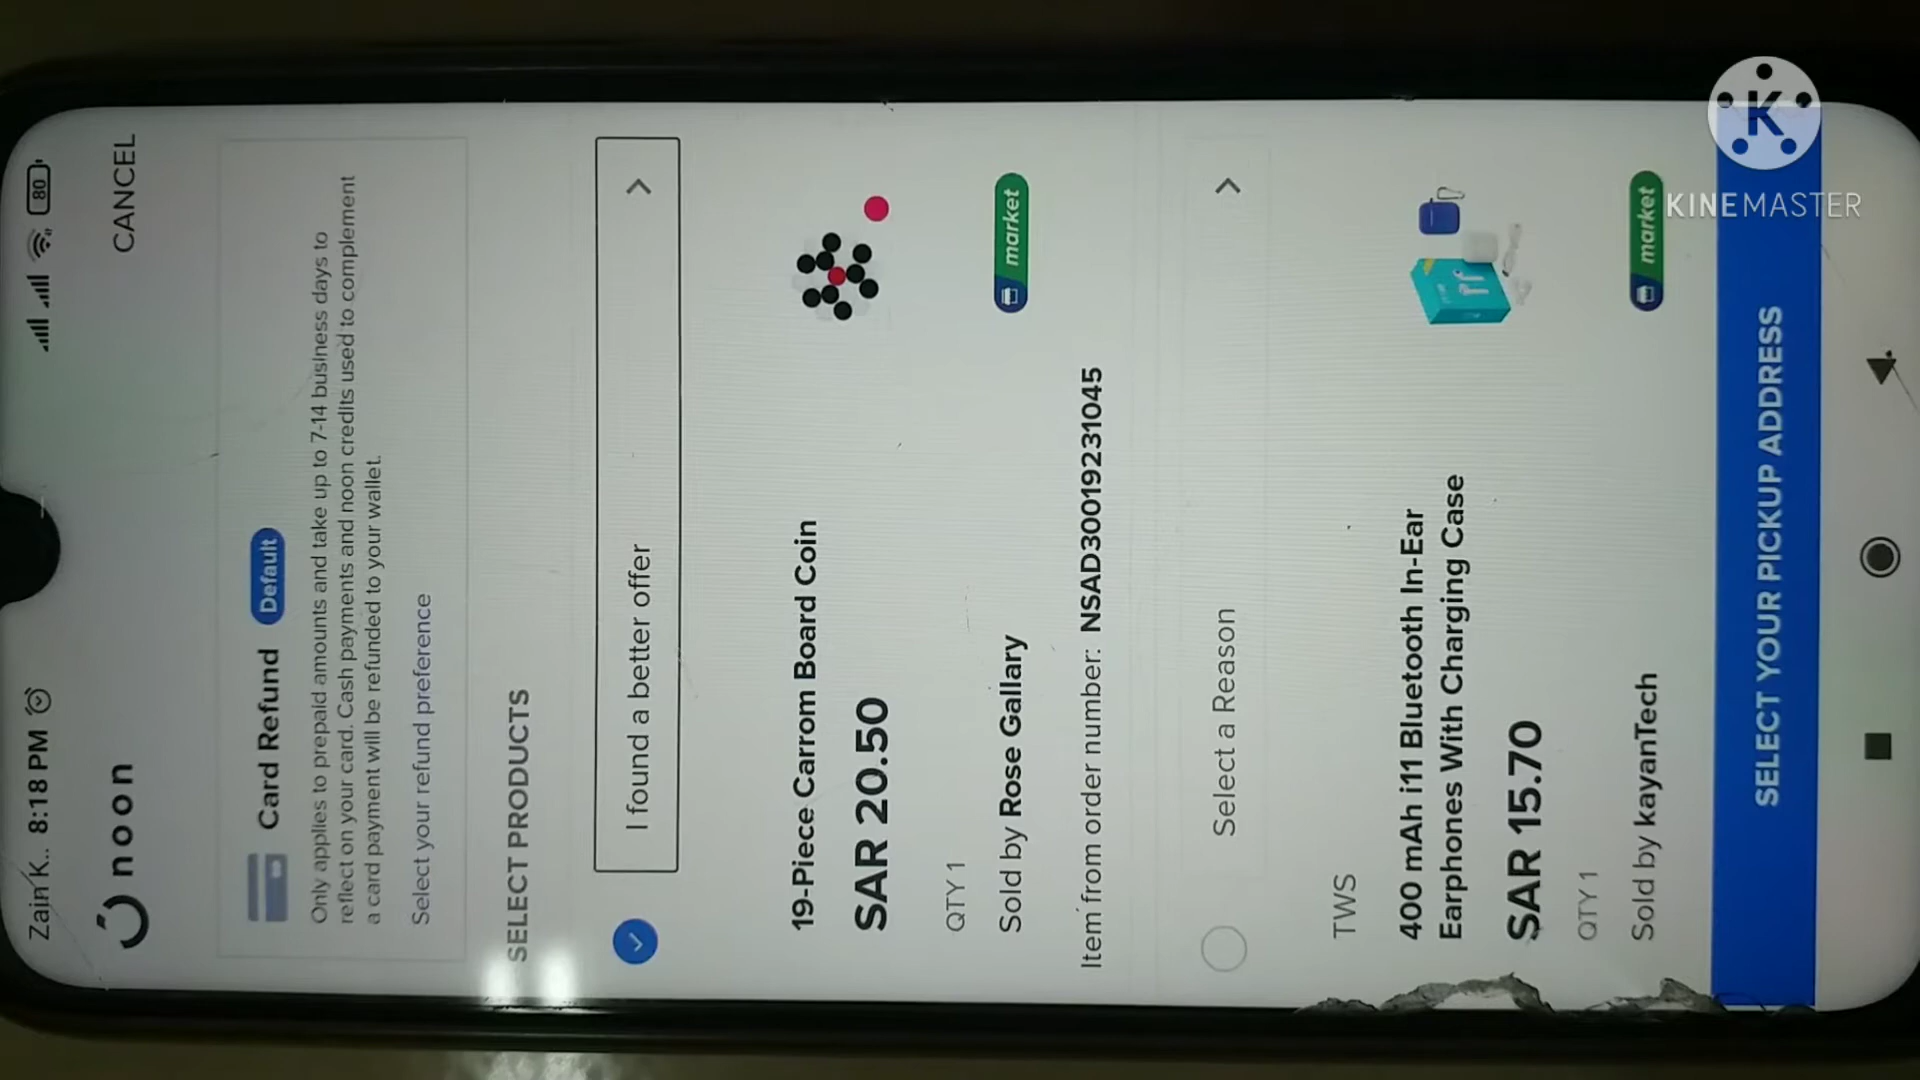 Zain K.. 8:18 PM
80
noon
CANCEL
Card Refund Default
Only applies to prepaid amounts and take up to 7-14 business days to
reflect on your card. Cash payments and noon credits used to complement
a card payment will be refunded to your wallet.
Select your refund preference
SELECT PRODUCTS
I found a better offer
19-Piece Carrom Board Coin
SAR 20.50
QTY 1
Sold by Rose Gallary
market
Item from order number: NSAD30019231045
Select a Reason
TWS
400 mAh i11 Bluetooth In-Ear
Earphones With Charging Case
SAR 15.70
QTY 1
Sold by kayanTech
market
SELECT YOUR PICKUP ADDRESS
K
KINEMASTER